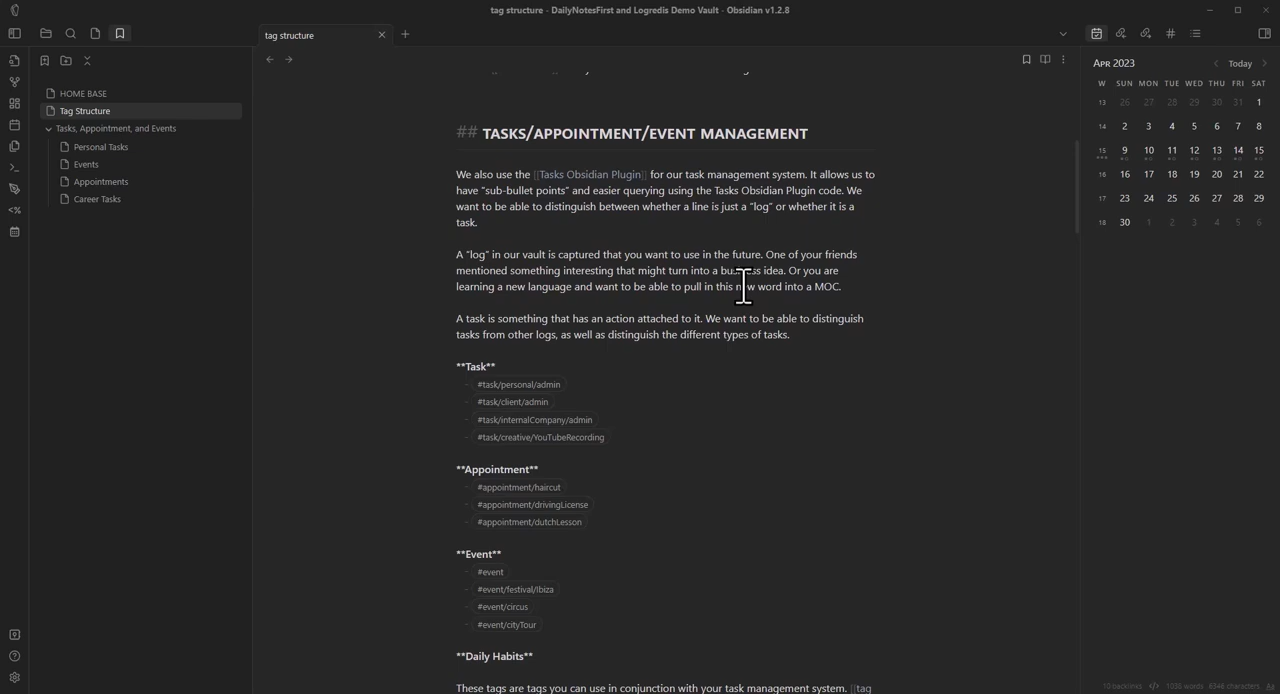 tag structure - DailyNotesFirst and Logredis Demo Vault - Obsidian v1.2.8
tag structure
HOME BASE
Tag Structure
Tasks, Appointment, and Events
Personal Tasks
Events
Appointments
Career Tasks
## TASKS/APPOINTMENT/EVENT MANAGEMENT
We also use the [[Tasks Obsidian Plugin]] for our task management system. It allows us to
have "sub-bullet points" and easier querying using the Tasks Obsidian Plugin code. We
want to be able to distinguish between whether a line is just a "log" or whether it is a
task.
A "log" in our vault is captured that you want to use in the future. One of your friends
mentioned something interesting that might turn into a business idea. Or you are
learning a new language and want to be able to pull in this new word into a MOC.
A task is something that has an action attached to it. We want to be able to distinguish
tasks from other logs, as well as distinguish the different types of tasks.
**Task**
- #task/personal/admin
- #task/client/admin
- #task/internalCompany/admin
- #task/creative/YouTubeRecording
**Appointment**
- #appointment/haircut
- #appointment/drivingLicense
- #appointment/dutchLesson
**Event**
- #event
- #event/festival/Ibiza
- #event/circus
- #event/cityTour
**Daily Habits**
These tags are tags you can use in conjunction with your task management system. [[tag
APR 2023
Today
W SUN MON TUE WED THU FRI SAT
13 26 27 28 29 30 31 1
14 2 3 4 5 6 7 8
15 9 10 11 12 13 14 15
16 16 17 18 19 20 21 22
17 23 24 25 26 27 28 29
18 30 1 2 3 4 5 6
13 backlinks 1035 words 6346 characters